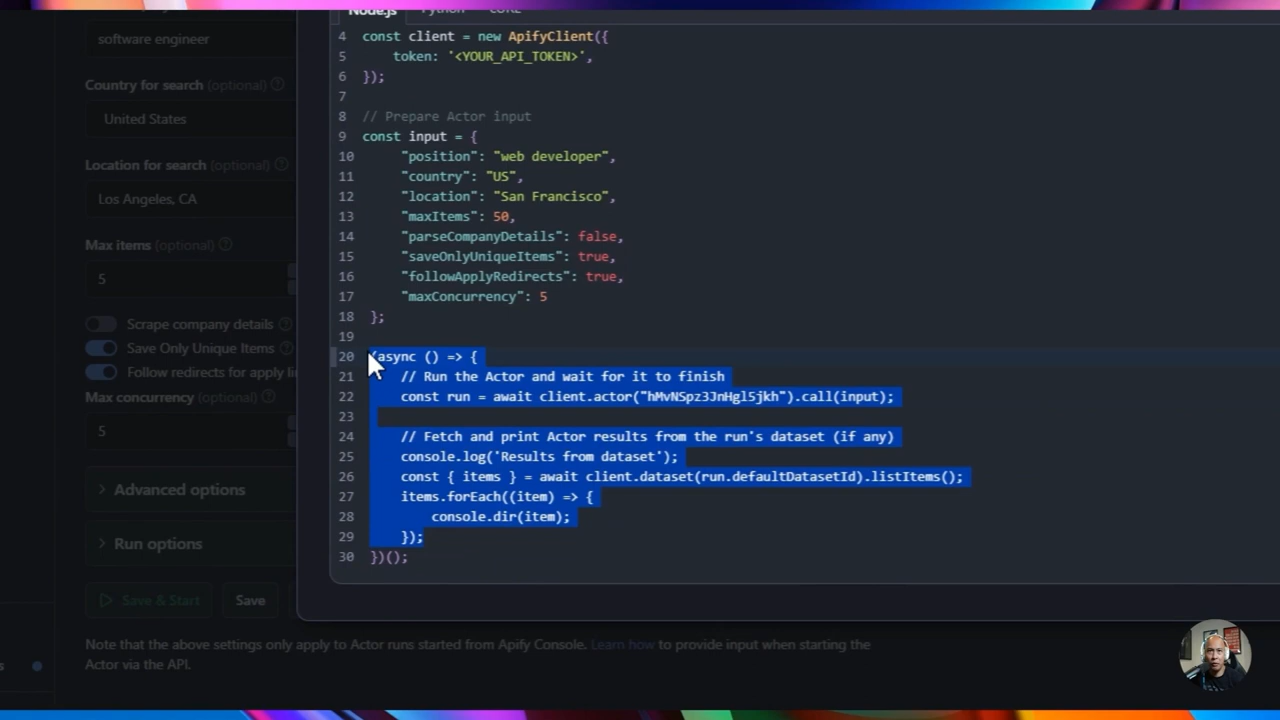 Node.js Python CURL
software engineer
Country for search (optional)
United States
Location for search (optional)
Los Angeles, CA
Max items (optional)
5
Scrape company details
Save Only Unique Items
Follow redirects for apply
Max concurrency (optional)
5
Advanced options
Run options
Save & Start Save
Note that the above settings only apply to Actor runs started from Apify Console. Learn how to provide input when starting the
Actor via the API.
4 const client = new ApifyClient({
5 token: '<YOUR_API_TOKEN>',
6 });
7
8 // Prepare Actor input
9 const input = {
10 "position": "web developer",
11 "country": "US",
12 "location": "San Francisco",
13 "maxItems": 50,
14 "parseCompanyDetails": false,
15 "saveOnlyUniqueItems": true,
16 "followApplyRedirects": true,
17 "maxConcurrency": 5
18 };
19
20 (async () => {
21 // Run the Actor and wait for it to finish
22 const run = await client.actor("hMvNSpz3JnHgl5jkh").call(input);
23
24 // Fetch and print Actor results from the run's dataset (if any)
25 console.log('Results from dataset');
26 const { items } = await client.dataset(run.defaultDatasetId).listItems();
27 items.forEach((item) => {
28 console.dir(item);
29 });
30 })();